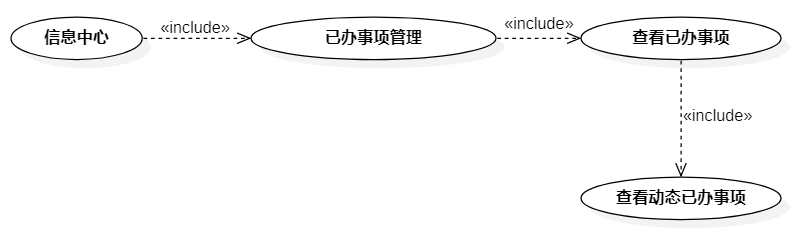 信息中心
«include»
已办事项管理
«include»
查看已办事项
«include»
查看动态已办事项